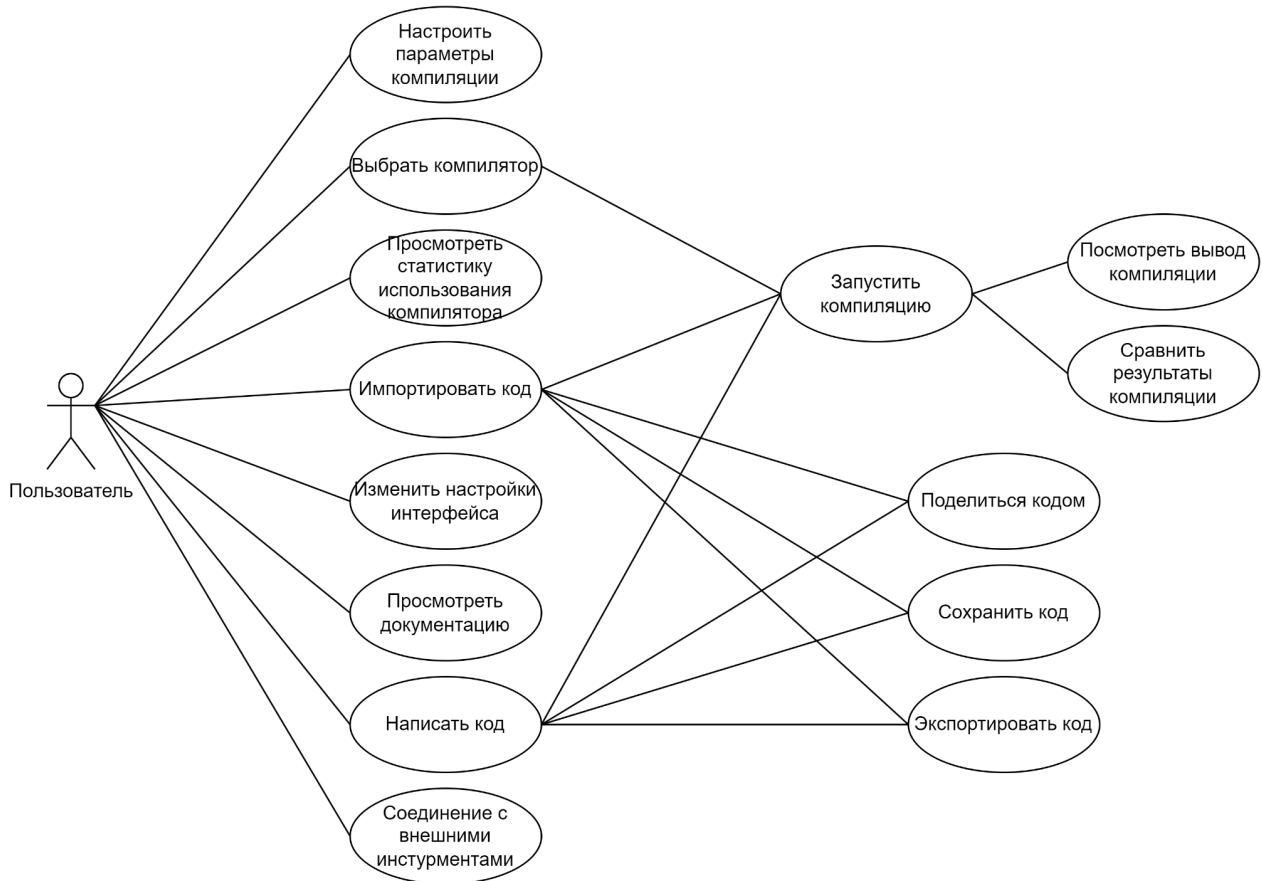 Настроить
параметры
компиляции
Выбрать компилятор
Просмотреть
статистику
использования
компилятора
Импортировать код
Изменить настройки
интерфейса
Просмотреть
документацию
Написать код
Соединение с
внешними
инстурментами
Пользователь
Запустить
компиляцию
Посмотреть вывод
компиляции
Сравнить
результаты
компиляции
Поделиться кодом
Сохранить код
Экспортировать код